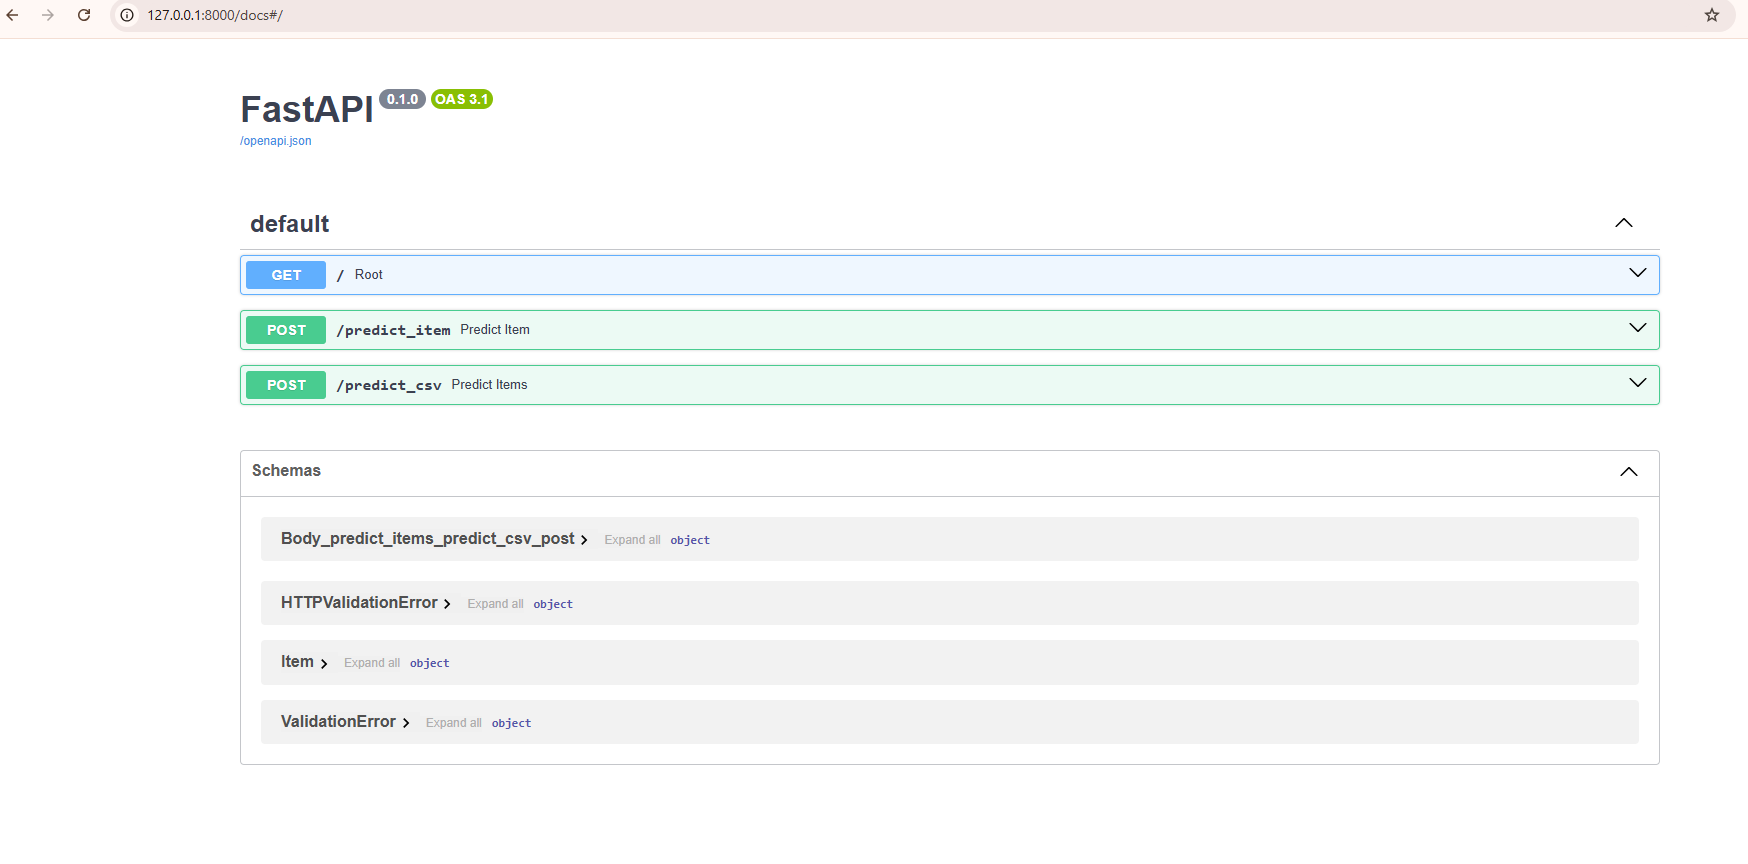 127.0.0.1:8000/docs#/
FastAPI 0.1.0 OAS 3.1
/openapi.json
default
GET / Root
POST /predict_item Predict Item
POST /predict_csv Predict Items
Schemas
Body_predict_items_predict_csv_post Expand all object
HTTPValidationError Expand all object
Item Expand all object
ValidationError Expand all object